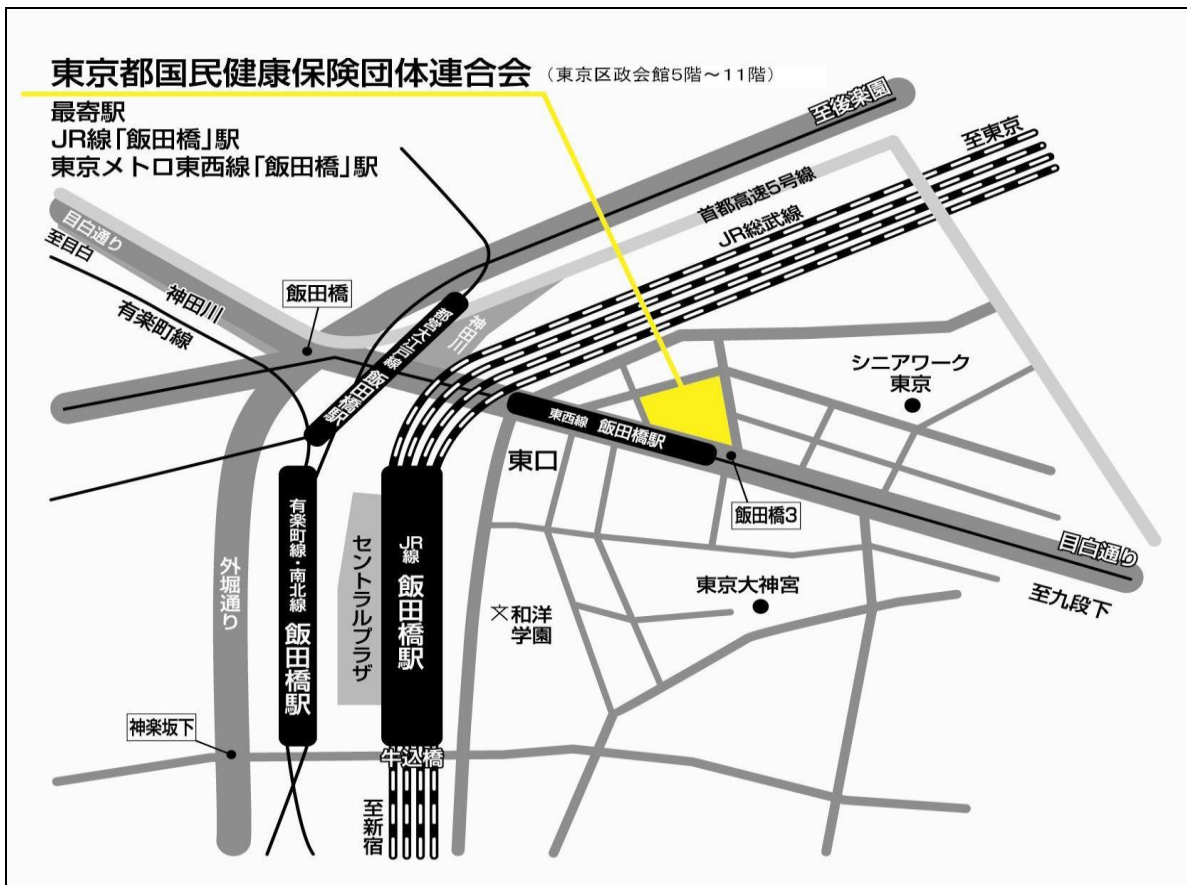 東京都国民健康保険団体連合会 (東京区政会館5階～11階)
最寄駅
JR線「飯田橋」駅
東京メトロ東西線「飯田橋」駅
至後楽園
至東京
首都高速5号線
JR総武線
目白通り
至目白
神田川
有楽町線
飯田橋
都営大江戸線 飯田橋駅
神田川
シニアワーク
東京
東西線 飯田橋駅
東口
飯田橋3
目白通り
至九段下
有楽町線・南北線 飯田橋駅
セントラルプラザ
JR線 飯田橋駅
外堀通り
東京大神宮
文和洋
学園
神楽坂下
牛込橋
至新宿